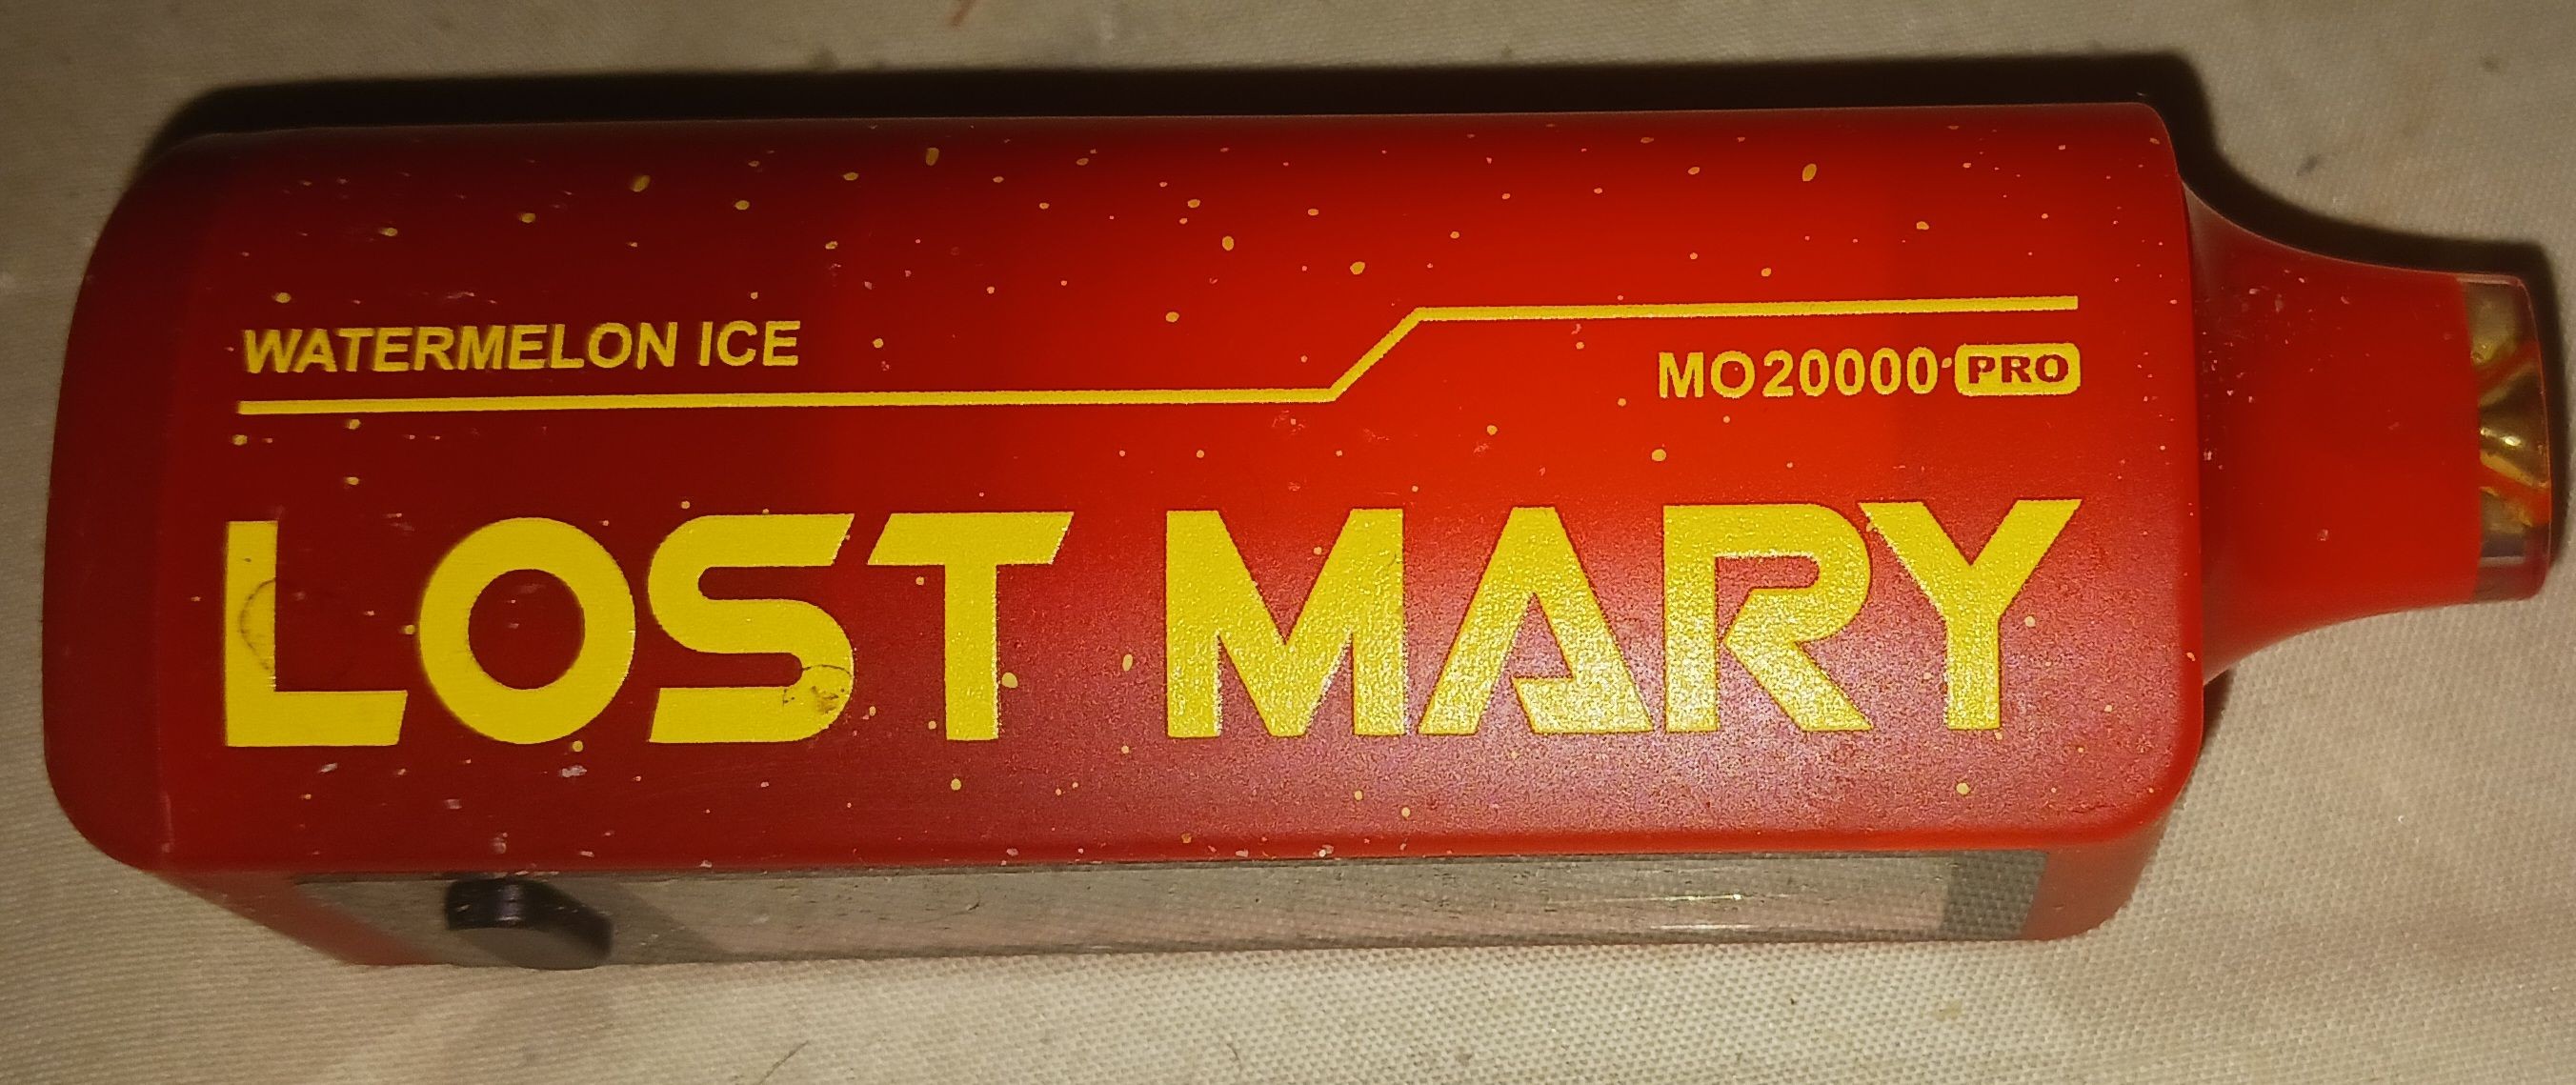 WATERMELON ICE
MO20000 PRO
LOST MARY